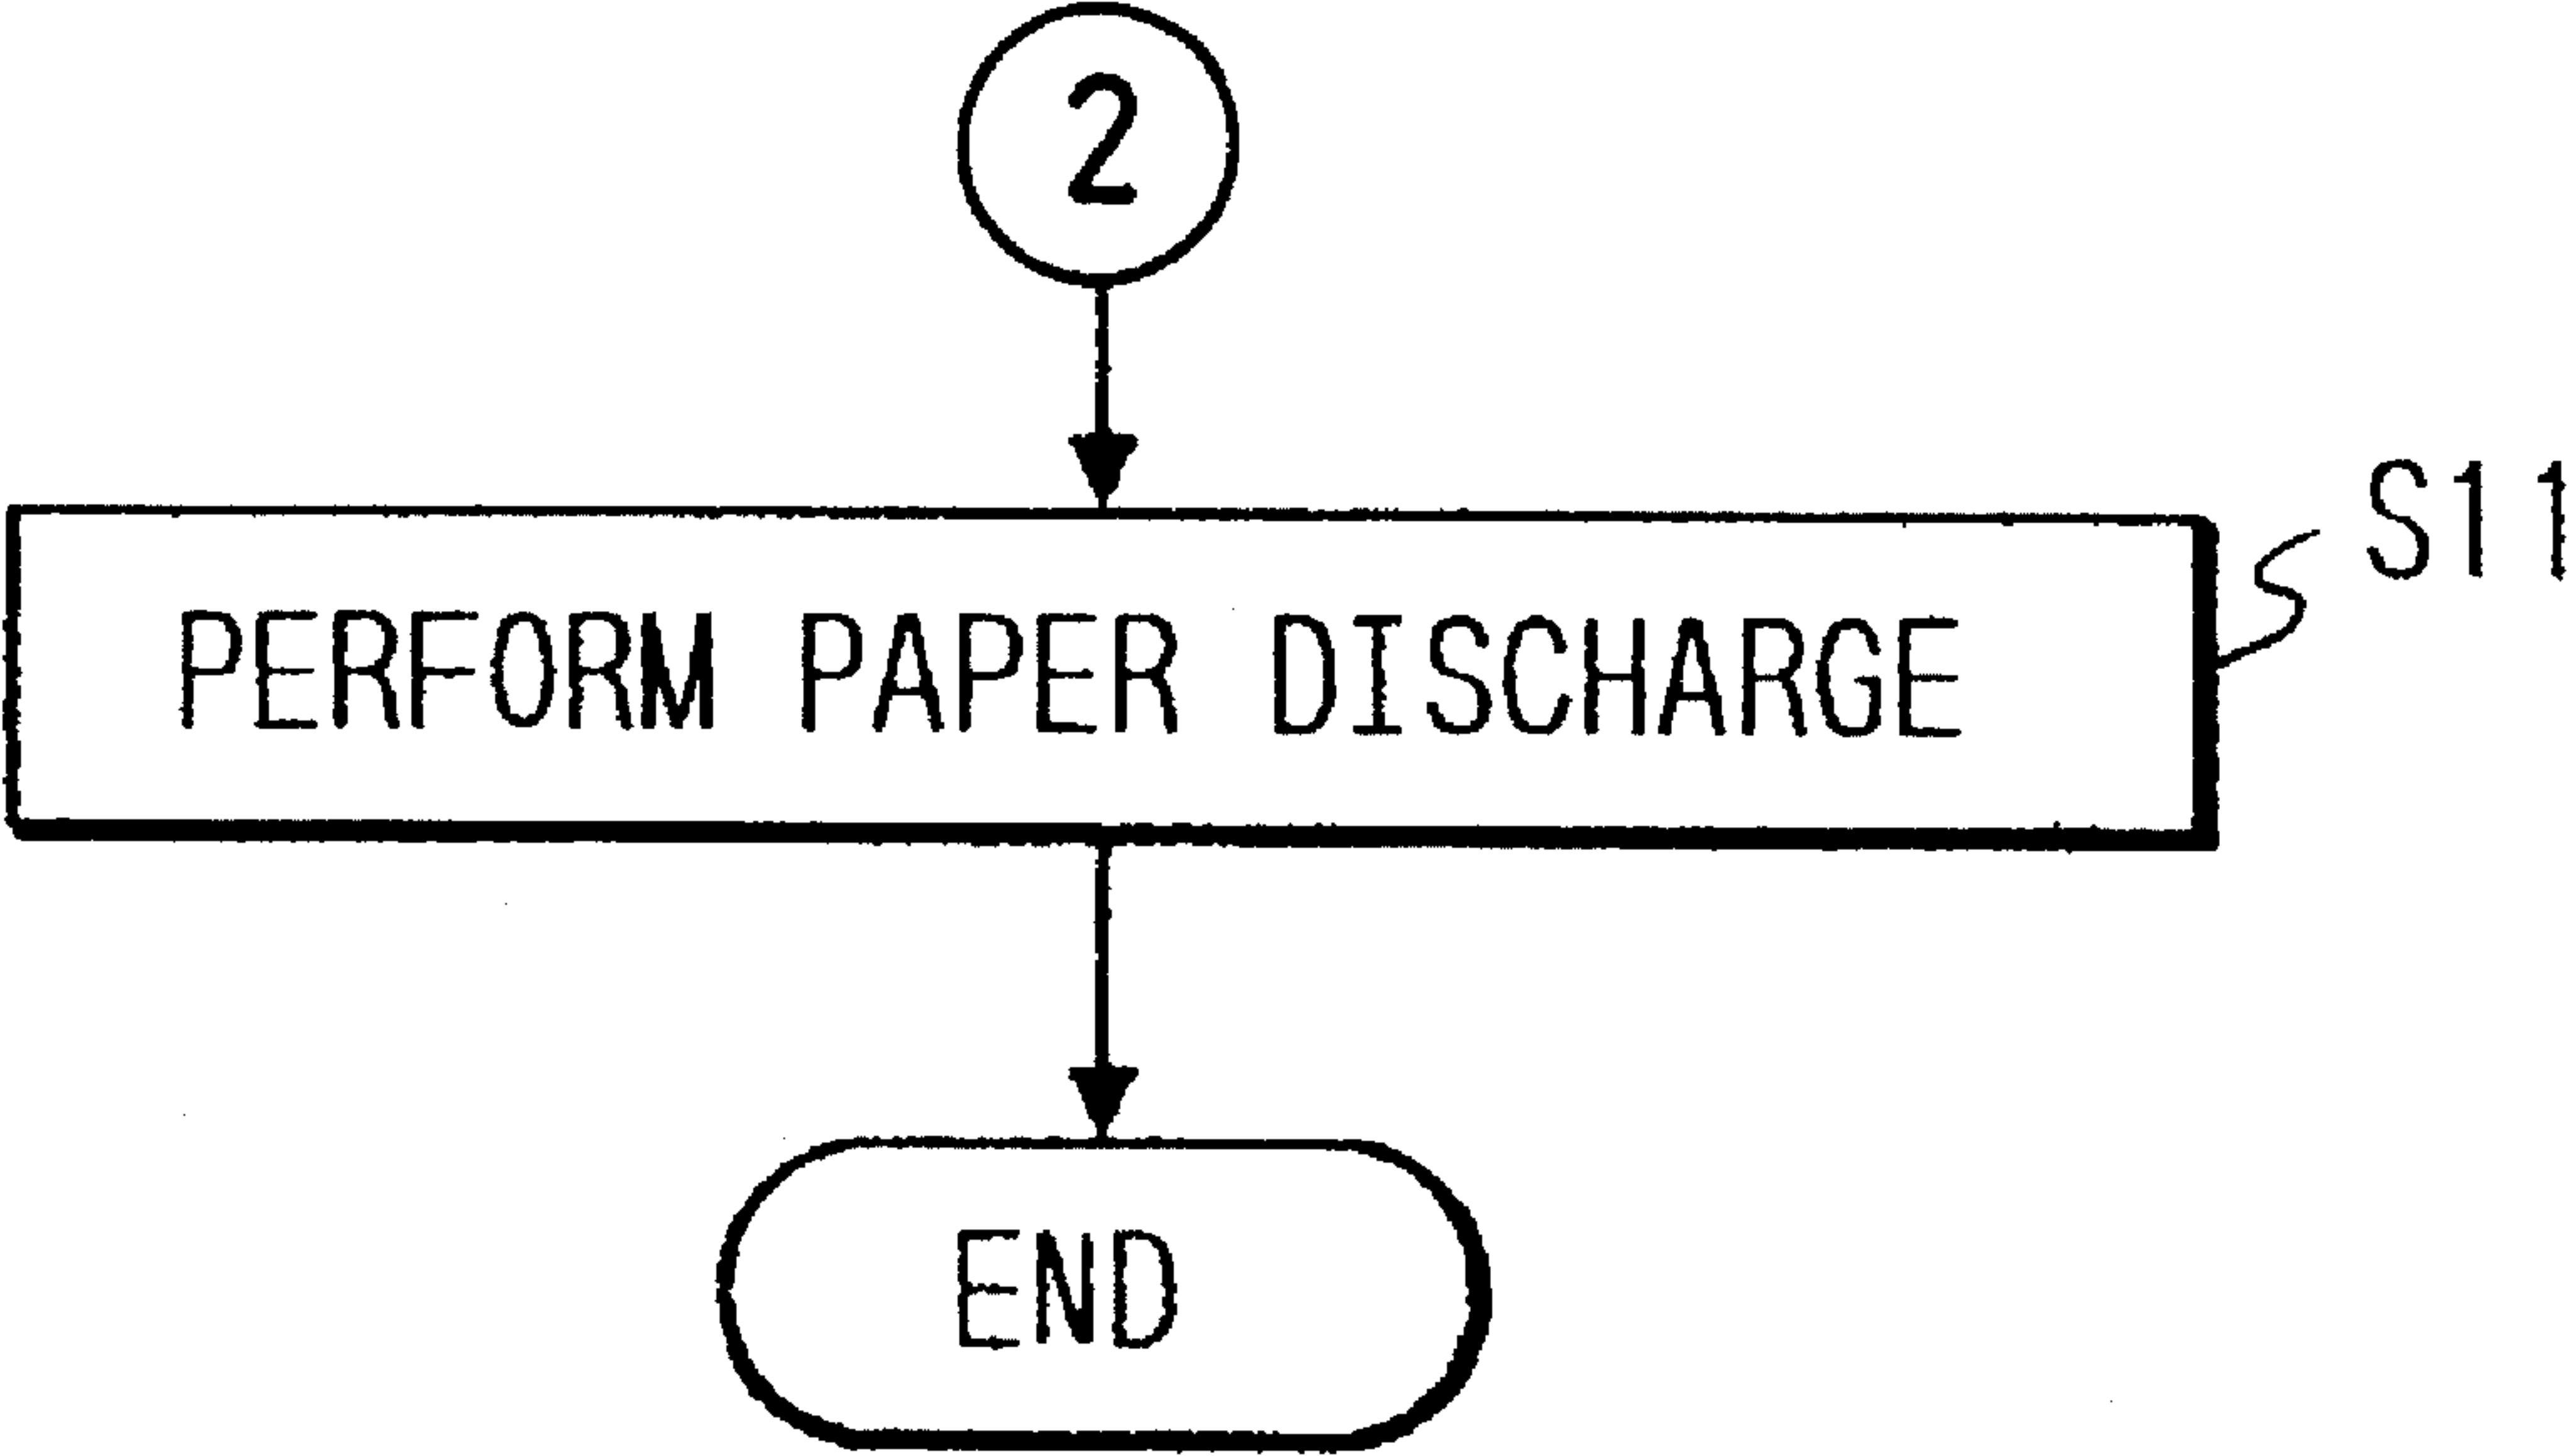 2
S11
PERFORM PAPER DISCHARGE
END